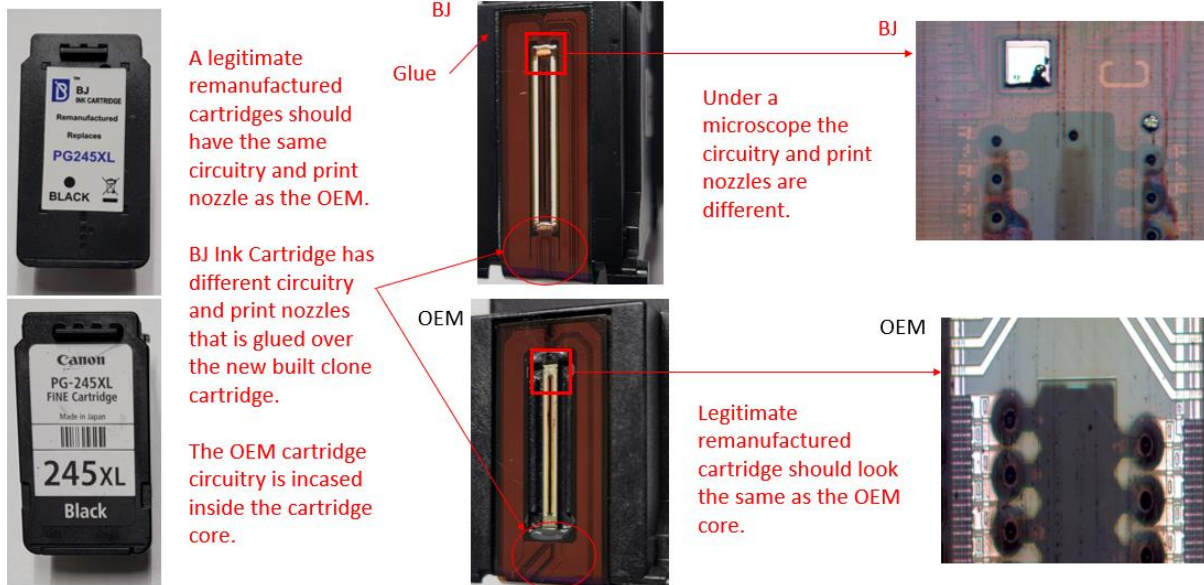 BJ
™
BJ
INK CARTRIDGE
Remanufactured
Replaces
PG245XL
BLACK
A legitimate
remanufactured
cartridges should
have the same
circuitry and print
nozzle as the OEM.
BJ Ink Cartridge has
different circuitry
and print nozzles
that is glued over
the new built clone
cartridge.
The OEM cartridge
circuitry is incased
inside the cartridge
core.
Canon
PG-245XL
FINE Cartridge
Made in Japan
245XL
Black
Glue
Under a
microscope the
circuitry and print
nozzles are
different.
BJ
OEM
Legitimate
remanufactured
cartridge should look
the same as the OEM
core.
OEM